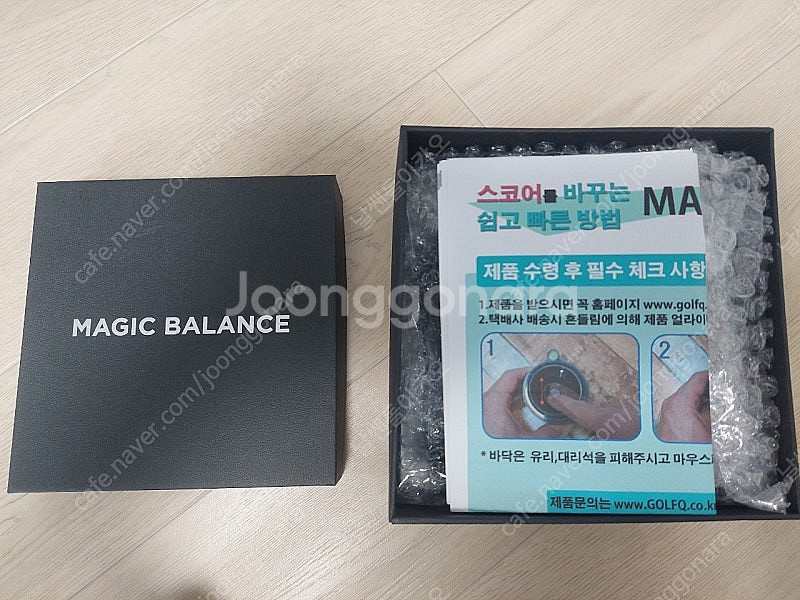 MAGIC BALANCE
스코어를 바꾸는
쉽고 빠른 방법 MA
제품 수령 후 필수 체크 사항
1.제품을 받으시면 꼭 홈페이지 www.golfq.
2.택배사 배송시 흔들림에 의해 제품 얼라이
1
2
* 바닥은 유리,대리석을 피해주시고 마우스
제품문의는 www.GOLFQ.co.k
Joonggonara
cafe.naver.com/joonggonara